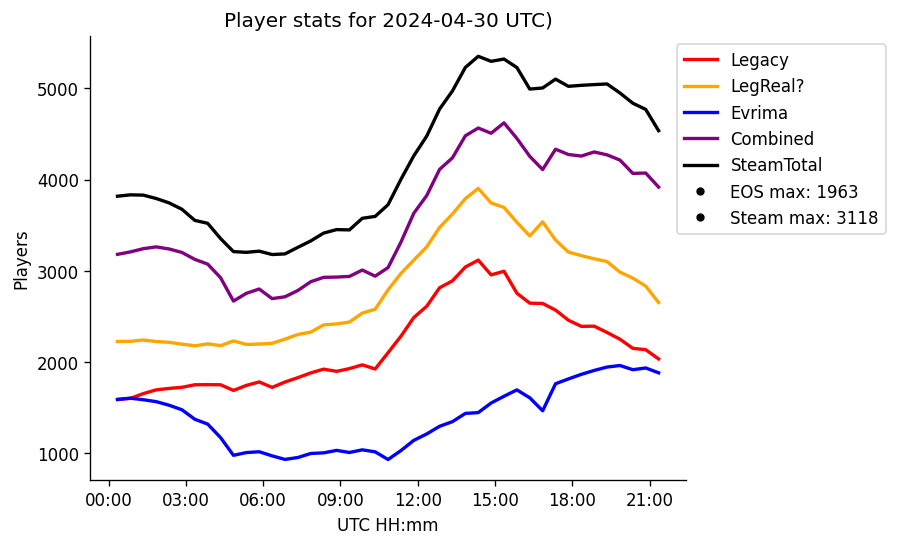 Player stats for 2024-04-30 UTC)
Players
5000
4000
3000
2000
1000
00:00 03:00 06:00 09:00 12:00 15:00 18:00 21:00
UTC HH:mm
Legacy
LegReal?
Evrima
Combined
SteamTotal
EOS max: 1963
Steam max: 3118